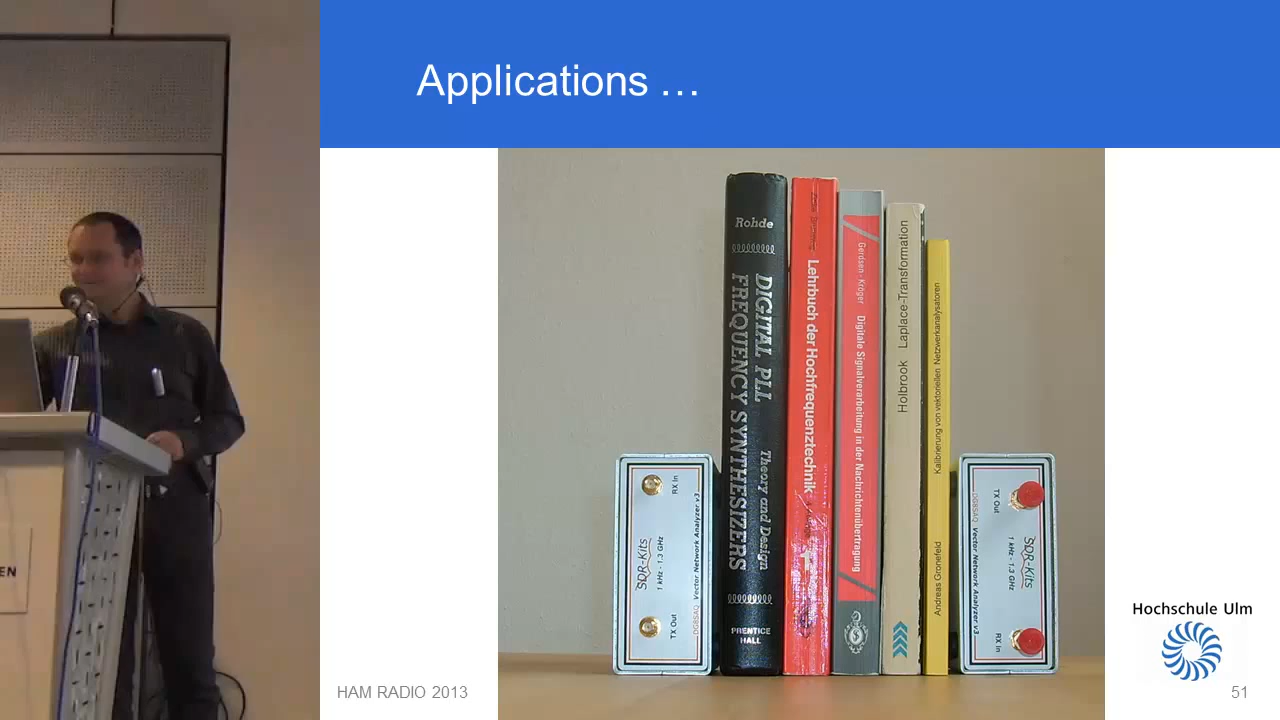 Applications …
Rohde
DIGITAL PLL
FREQUENCY SYNTHESIZERS
Theory and Design
PRENTICE
HALL
Lehrbuch der Hochfrequenztechnik
Gerdsen · Kröger
Digitale Signalverarbeitung in der Nachrichtenübertragung
Holbrook Laplace-Transformation
Andreas Gronefeld
Kalibrierung von vektoriellen Netzwerkanalysatoren
RX In
SDR-Kits
1 kHz - 1.3 GHz
TX Out
DG8SAQ Vector Network Analyzer v3
TX Out
SDR-Kits
1 kHz - 1.3 GHz
RX In
DG8SAQ Vector Network Analyzer v3
EN
Hochschule Ulm
HAM RADIO 2013
51